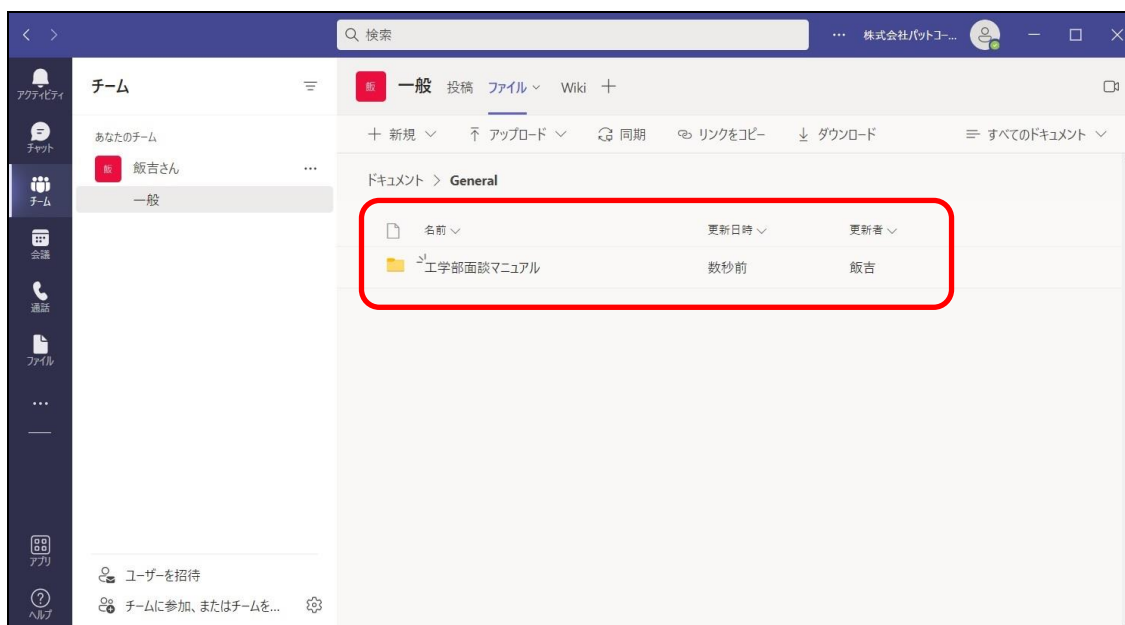 検索
… 株式会社パットコー...
アクティビティ
チャット
チーム
会議
通話
ファイル
…
アプリ
ヘルプ
チーム
あなたのチーム
飯 飯吉さん …
一般
ユーザーを招待
チームに参加、またはチームを...
飯 一般 投稿 ファイル Wiki
新規 アップロード 同期 リンクをコピー ダウンロード すべてのドキュメント
ドキュメント > General
名前 更新日時 更新者
工学部面談マニュアル 数秒前 飯吉